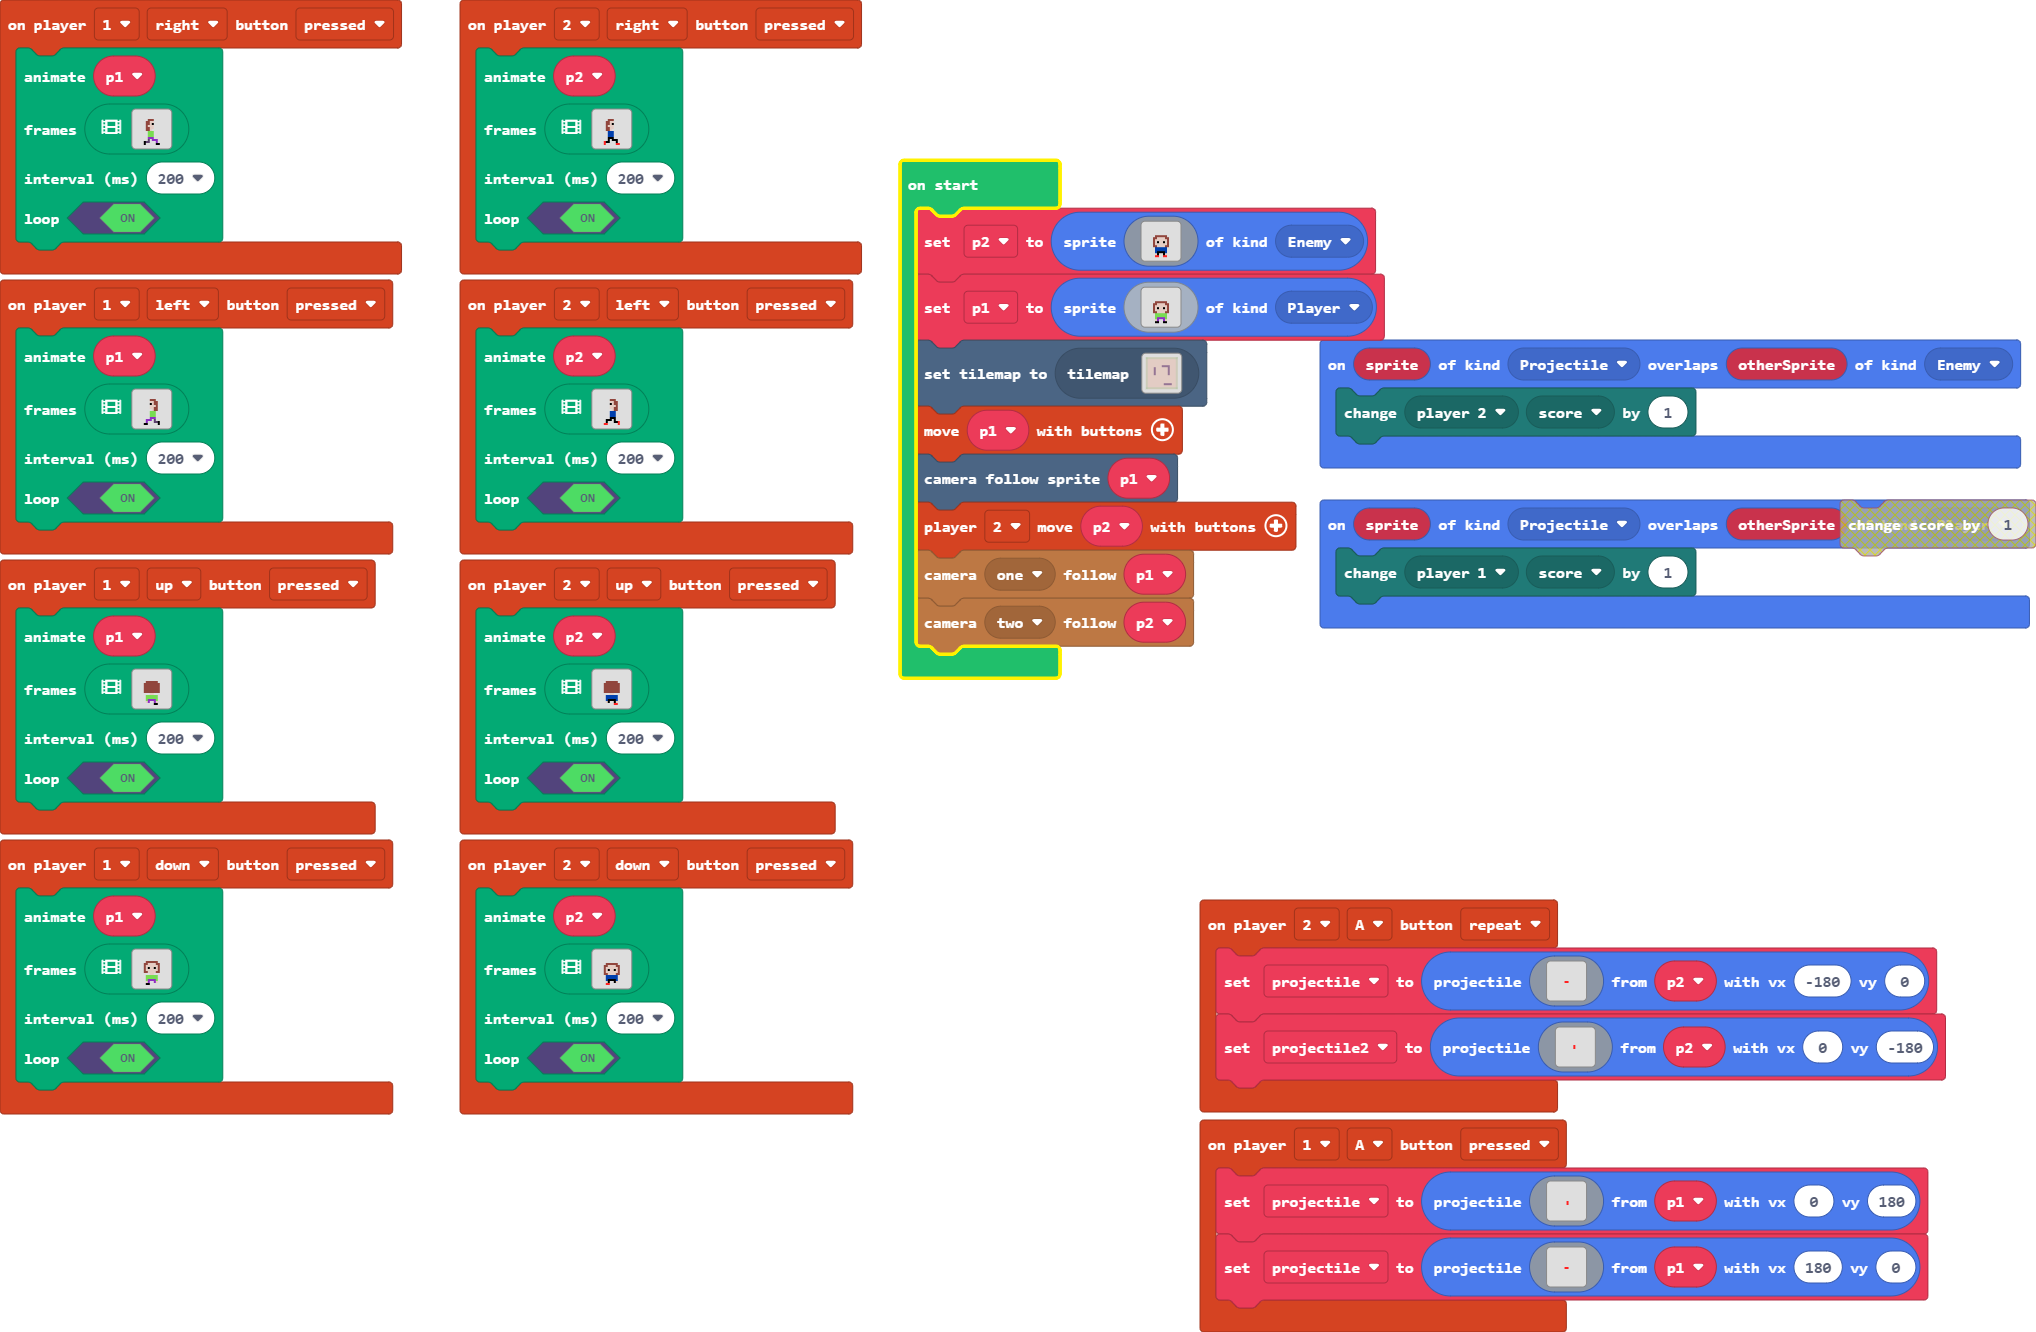 on player 1 right button pressed
animate p1
frames
interval (ms) 200
loop ON
on player 1 left button pressed
animate p1
frames
interval (ms) 200
loop ON
on player 1 up button pressed
animate p1
frames
interval (ms) 200
loop ON
on player 1 down button pressed
animate p1
frames
interval (ms) 200
loop ON
on player 2 right button pressed
animate p2
frames
interval (ms) 200
loop ON
on player 2 left button pressed
animate p2
frames
interval (ms) 200
loop ON
on player 2 up button pressed
animate p2
frames
interval (ms) 200
loop ON
on player 2 down button pressed
animate p2
frames
interval (ms) 200
loop ON
on start
set p2 to sprite of kind Enemy
set p1 to sprite of kind Player
set tilemap to tilemap
move p1 with buttons
camera follow sprite p1
player 2 move p2 with buttons
camera one follow p1
camera two follow p2
on sprite of kind Projectile overlaps otherSprite of kind Enemy
change player 2 score by 1
on sprite of kind Projectile overlaps otherSprite
change score by 1
change player 1 score by 1
on player 2 A button repeat
set projectile to projectile from p2 with vx -180 vy 0
set projectile2 to projectile from p2 with vx 0 vy -180
on player 1 A button pressed
set projectile to projectile from p1 with vx 0 vy 180
set projectile to projectile from p1 with vx 180 vy 0